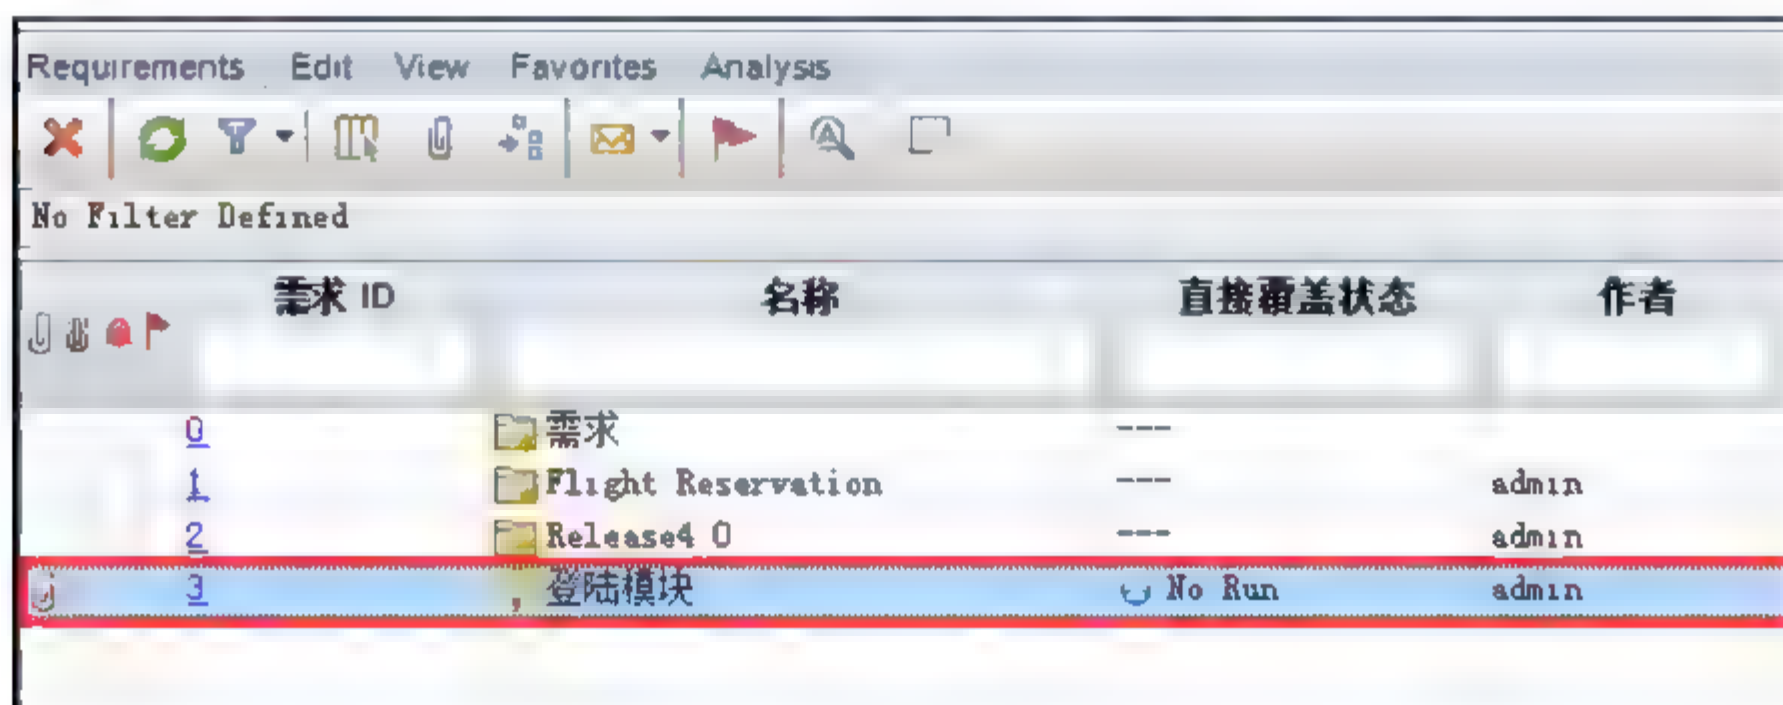 Requirements Edit View Favorites Analysis
No Filter Defined
需求 ID 名称 直接覆盖状态 作者
0 需求 ---
1 Flight Reservation --- admin
2 Release4 0 --- admin
3 登陆模块 No Run admin